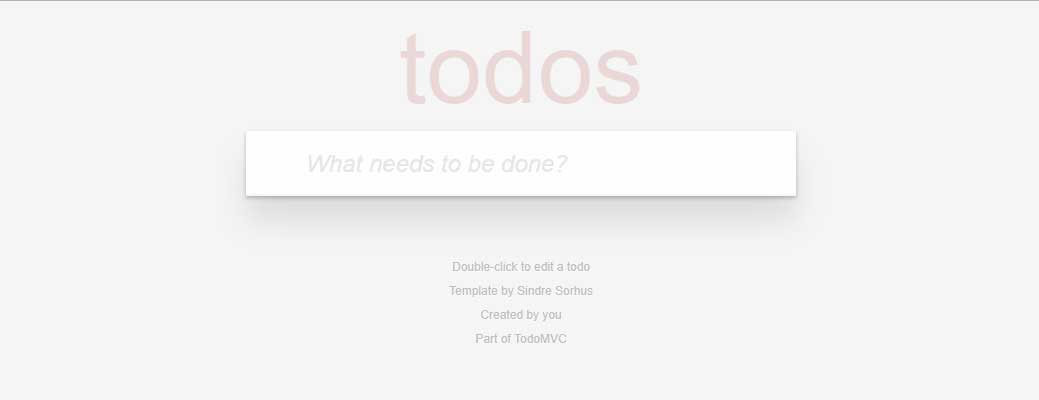 todos
What needs to be done?
Double-click to edit a todo
Template by Sindre Sorhus
Created by you
Part of TodoMVC